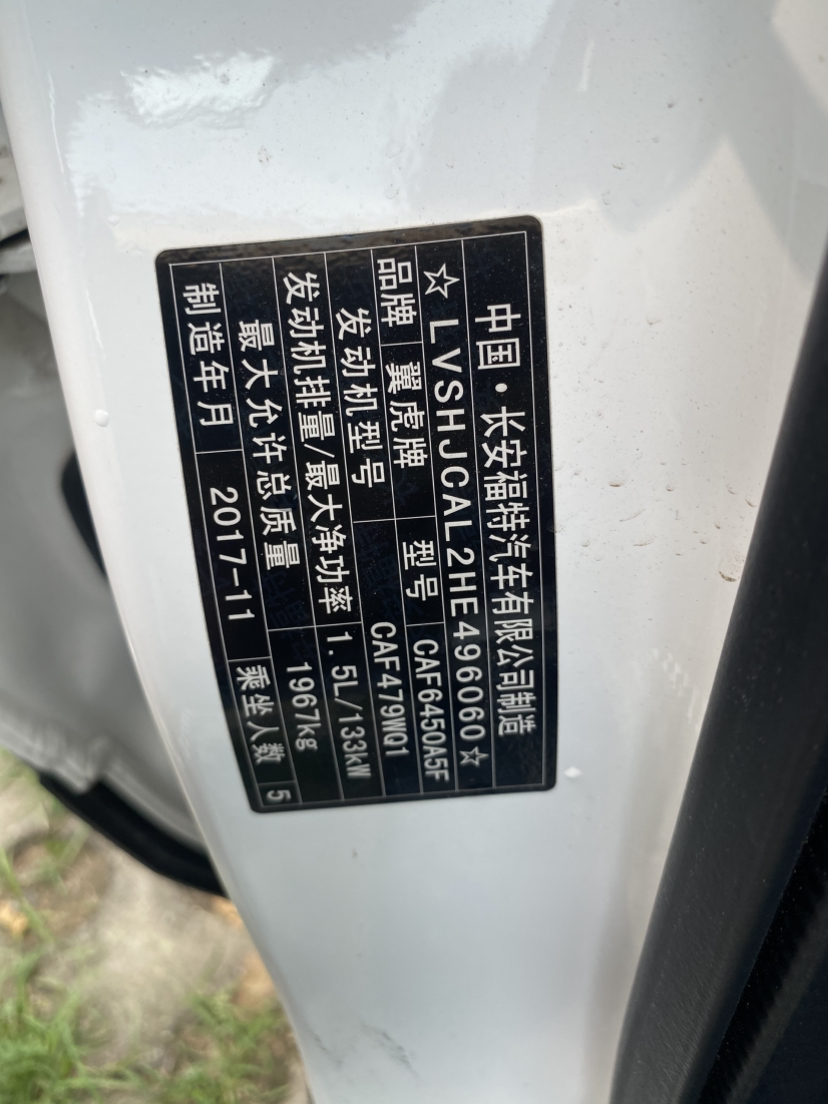 中国·长安福特汽车有限公司制造
☆LVSHJCAL2HE496060☆
品牌 翼虎牌 型号 CAF6450A5F
发动机型号 CAF479WQ1
发动机排量/最大净功率 1.5L/133kW
最大允许总质量 1967kg
制造年月 2017-11 乘坐人数 5